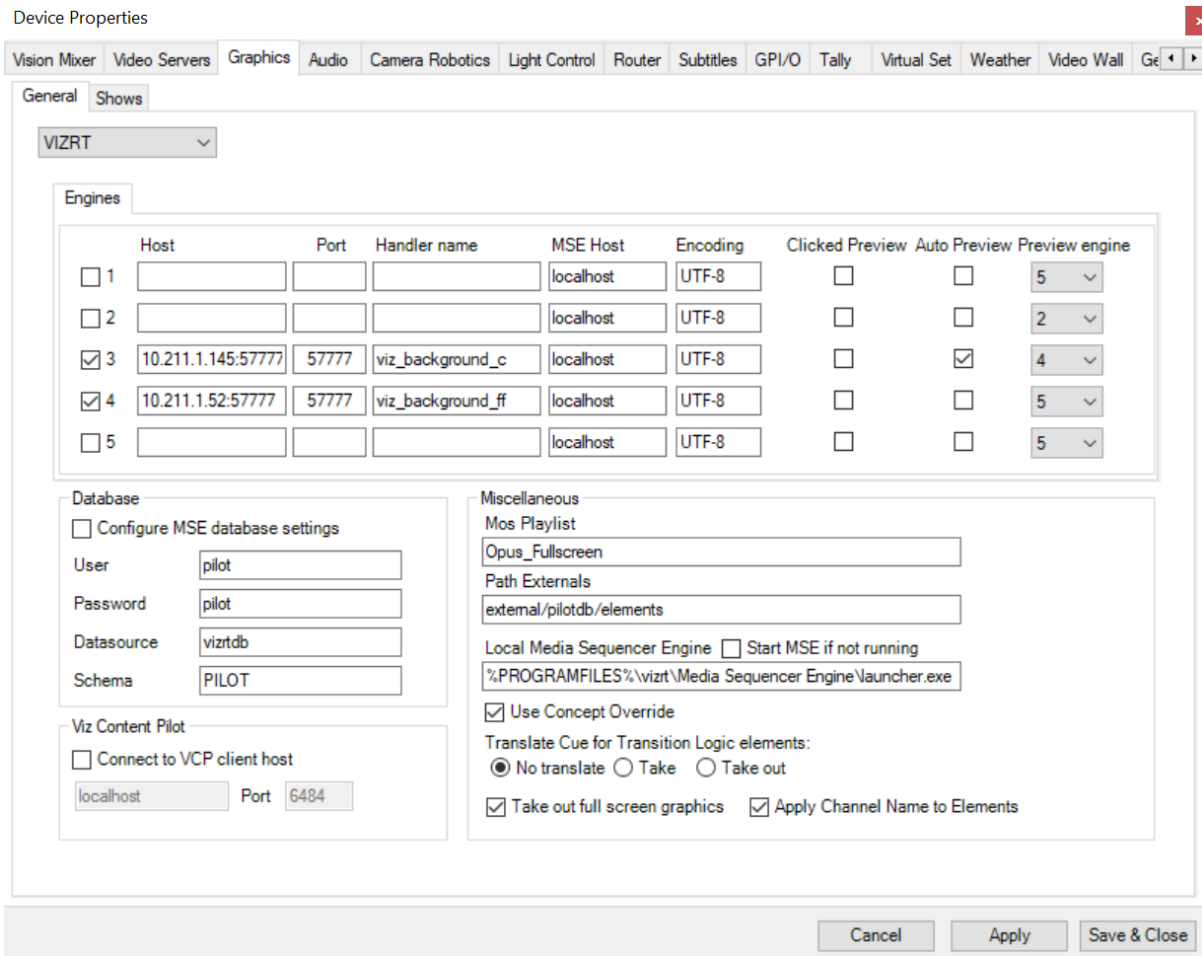 Device Properties
x
Vision Mixer Video Servers Graphics Audio Camera Robotics Light Control Router Subtitles GPI/O Tally Virtual Set Weather Video Wall Ge
General Shows
VIZRT
Engines
Host Port Handler name MSE Host Encoding Clicked Preview Auto Preview Preview engine
1 localhost UTF-8 5
2 localhost UTF-8 2
3 10.211.1.145:57777 57777 viz_background_c localhost UTF-8 4
4 10.211.1.52:57777 57777 viz_background_ff localhost UTF-8 5
5 localhost UTF-8 5
Database
Configure MSE database settings
User pilot
Password pilot
Datasource vizrtdb
Schema PILOT
Viz Content Pilot
Connect to VCP client host
localhost Port 6484
Miscellaneous
Mos Playlist
Opus_Fullscreen
Path Externals
external/pilotdb/elements
Local Media Sequencer Engine Start MSE if not running
%PROGRAMFILES%\vizrt\Media Sequencer Engine\launcher.exe
Use Concept Override
Translate Cue for Transition Logic elements:
No translate Take Take out
Take out full screen graphics Apply Channel Name to Elements
Cancel Apply Save & Close